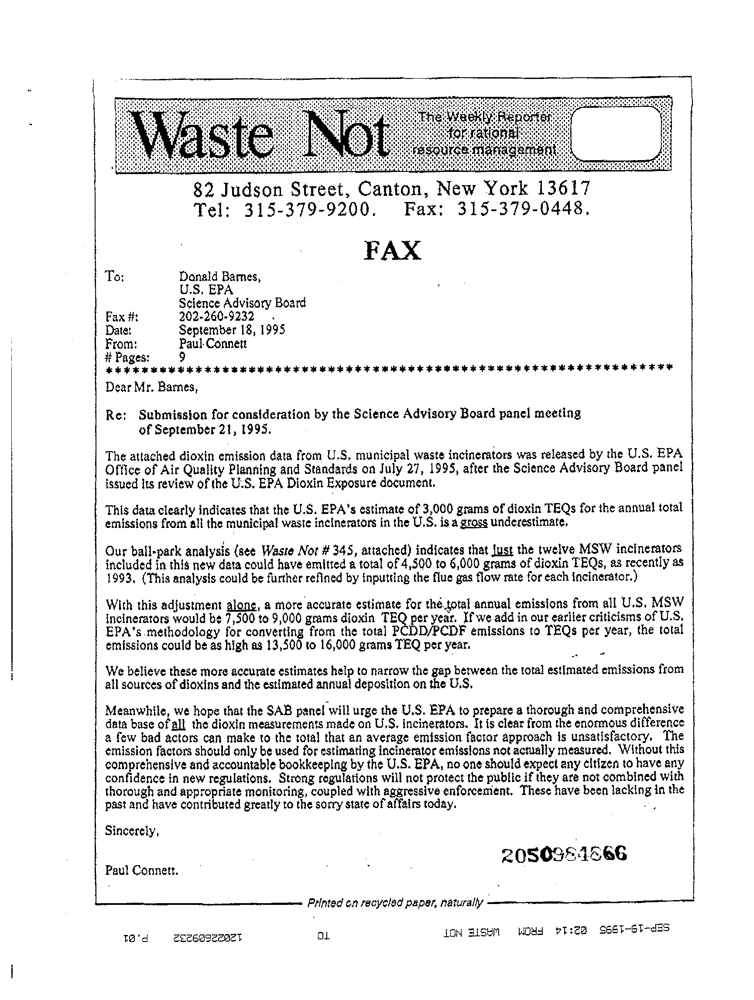 Waste Not
The Weekly Reporter
for rational
resource management
82 Judson Street, Canton, New York 13617
Tel: 315-379-9200. Fax: 315-379-0448.
FAX
To: Donald Barnes,
U.S. EPA
Science Advisory Board
Fax #: 202-260-9232
Date: September 18, 1995
From: Paul Connett
# Pages: 9
******************************************************************
Dear Mr. Barnes,
Re: Submission for consideration by the Science Advisory Board panel meeting
of September 21, 1995.
The attached dioxin emission data from U.S. municipal waste incinerators was released by the U.S. EPA
Office of Air Quality Planning and Standards on July 27, 1995, after the Science Advisory Board panel
issued its review of the U.S. EPA Dioxin Exposure document.
This data clearly indicates that the U.S. EPA's estimate of 3,000 grams of dioxin TEQs for the annual total
emissions from all the municipal waste incinerators in the U.S. is a gross underestimate.
Our ball-park analysis (see Waste Not # 345, attached) indicates that just the twelve MSW incinerators
included in this new data could have emitted a total of 4,500 to 6,000 grams of dioxin TEQs, as recently as
1993. (This analysis could be further refined by inputting the flue gas flow rate for each incinerator.)
With this adjustment alone, a more accurate estimate for the total annual emissions from all U.S. MSW
incinerators would be 7,500 to 9,000 grams dioxin TEQ per year. If we add in our earlier criticisms of U.S.
EPA's methodology for converting from the total PCDD/PCDF emissions to TEQs per year, the total
emissions could be as high as 13,500 to 16,000 grams TEQ per year.
We believe these more accurate estimates help to narrow the gap between the total estimated emissions from
all sources of dioxins and the estimated annual deposition on the U.S.
Meanwhile, we hope that the SAB panel will urge the U.S. EPA to prepare a thorough and comprehensive
data base of all the dioxin measurements made on U.S. incinerators. It is clear from the enormous difference
a few bad actors can make to the total that an average emission factor approach is unsatisfactory. The
emission factors should only be used for estimating incinerator emissions not actually measured. Without this
comprehensive and accountable bookkeeping by the U.S. EPA, no one should expect any citizen to have any
confidence in new regulations. Strong regulations will not protect the public if they are not combined with
thorough and appropriate monitoring, coupled with aggressive enforcement. These have been lacking in the
past and have contributed greatly to the sorry state of affairs today.
Sincerely,
2050984866
Paul Connett.
Printed on recycled paper, naturally
SEP-19-1995 02:14 FROM WASTE NOT TO 12022609232 P.01